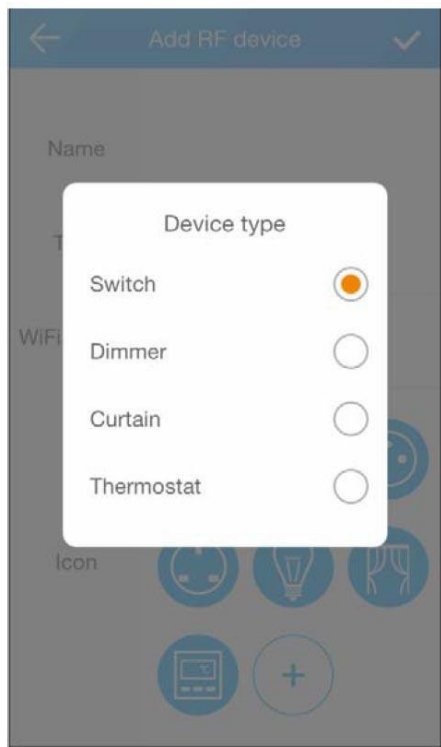 Add RF device
Name
Device type
T
Switch
WiFi
Dimmer
Curtain
Thermostat
Icon
°C